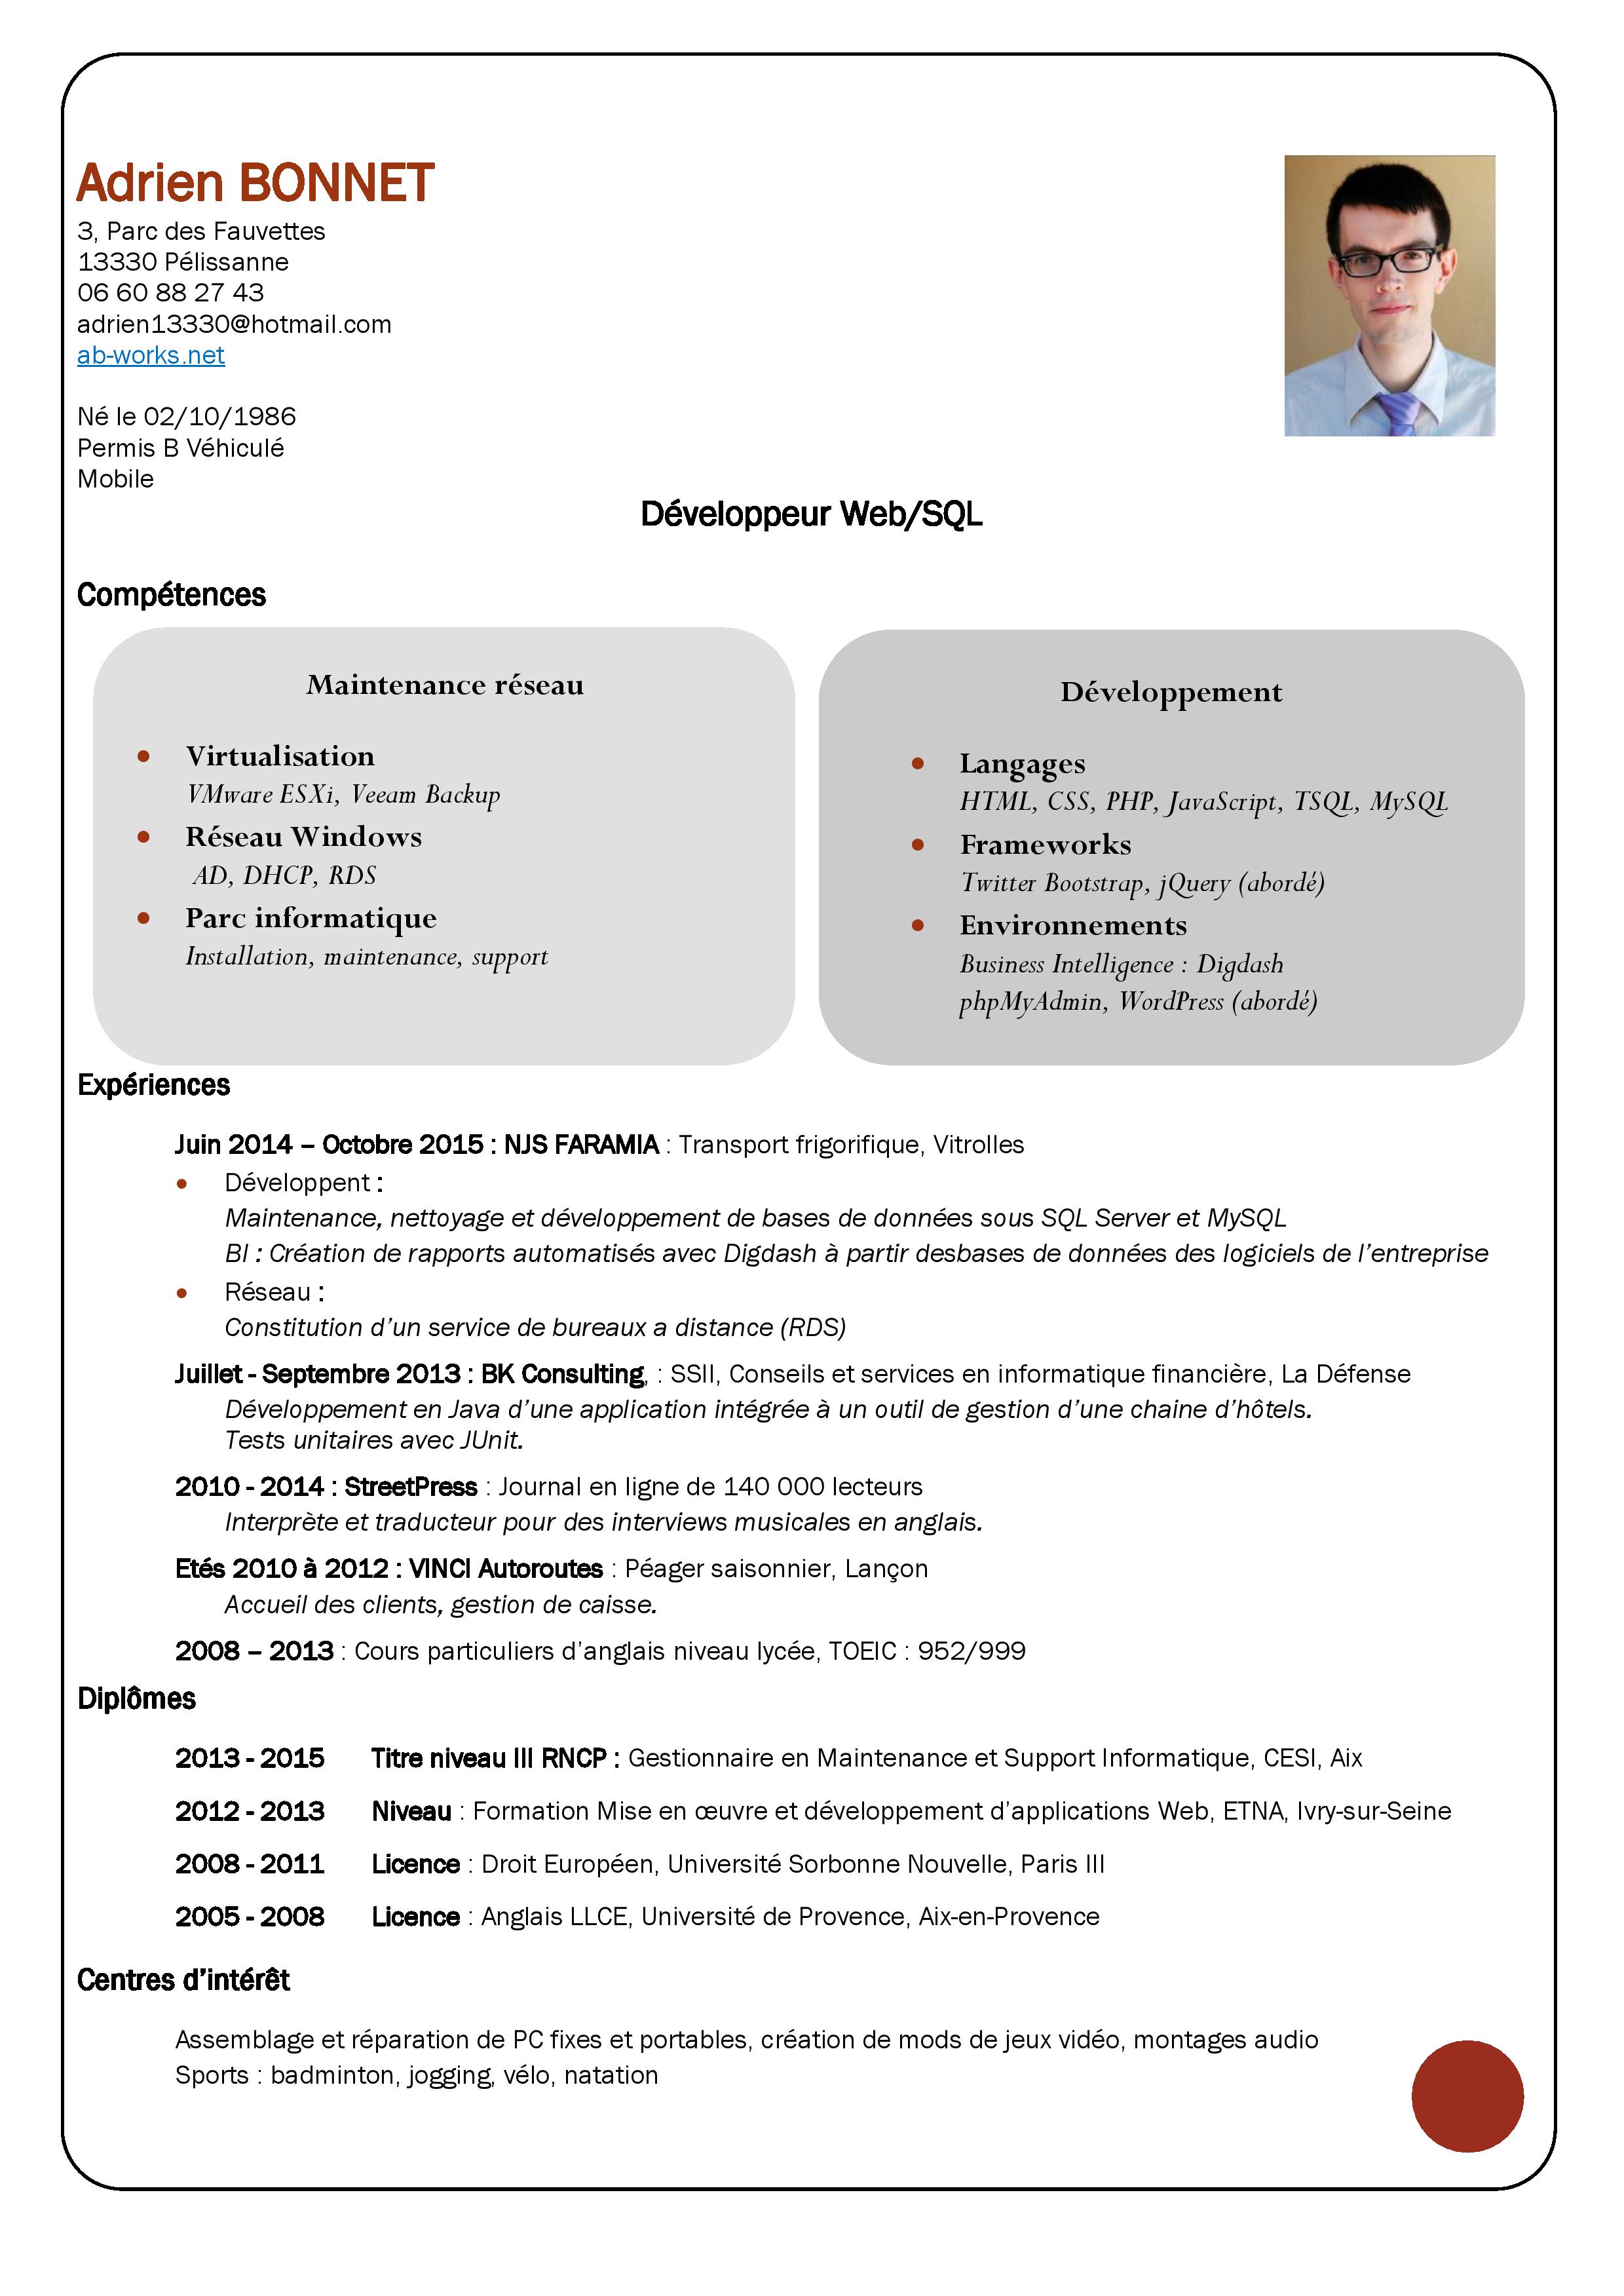 Adrien BONNET
3, Parc des Fauvettes
13330 Pélissanne
06 60 88 27 43
adrien13330@hotmail.com
ab-works.net
Né le 02/10/1986
Permis B Véhiculé
Mobile
Développeur Web/SQL
Compétences
Maintenance réseau
• Virtualisation
VMware ESXi, Veeam Backup
• Réseau Windows
AD, DHCP, RDS
• Parc informatique
Installation, maintenance, support
Développement
• Langages
HTML, CSS, PHP, JavaScript, TSQL, MySQL
• Frameworks
Twitter Bootstrap, jQuery (abordé)
• Environnements
Business Intelligence : Digdash
phpMyAdmin, WordPress (abordé)
Expériences
Juin 2014 – Octobre 2015 : NJS FARAMIA : Transport frigorifique, Vitrolles
• Développent :
Maintenance, nettoyage et développement de bases de données sous SQL Server et MySQL
BI : Création de rapports automatisés avec Digdash à partir desbases de données des logiciels de l’entreprise
• Réseau :
Constitution d’un service de bureaux a distance (RDS)
Juillet - Septembre 2013 : BK Consulting, : SSII, Conseils et services en informatique financière, La Défense
Développement en Java d’une application intégrée à un outil de gestion d’une chaine d’hôtels.
Tests unitaires avec JUnit.
2010 - 2014 : StreetPress : Journal en ligne de 140 000 lecteurs
Interprète et traducteur pour des interviews musicales en anglais.
Etés 2010 à 2012 : VINCI Autoroutes : Péager saisonnier, Lançon
Accueil des clients, gestion de caisse.
2008 – 2013 : Cours particuliers d’anglais niveau lycée, TOEIC : 952/999
Diplômes
2013 - 2015 Titre niveau III RNCP : Gestionnaire en Maintenance et Support Informatique, CESI, Aix
2012 - 2013 Niveau : Formation Mise en œuvre et développement d’applications Web, ETNA, Ivry-sur-Seine
2008 - 2011 Licence : Droit Européen, Université Sorbonne Nouvelle, Paris III
2005 - 2008 Licence : Anglais LLCE, Université de Provence, Aix-en-Provence
Centres d’intérêt
Assemblage et réparation de PC fixes et portables, création de mods de jeux vidéo, montages audio
Sports : badminton, jogging, vélo, natation